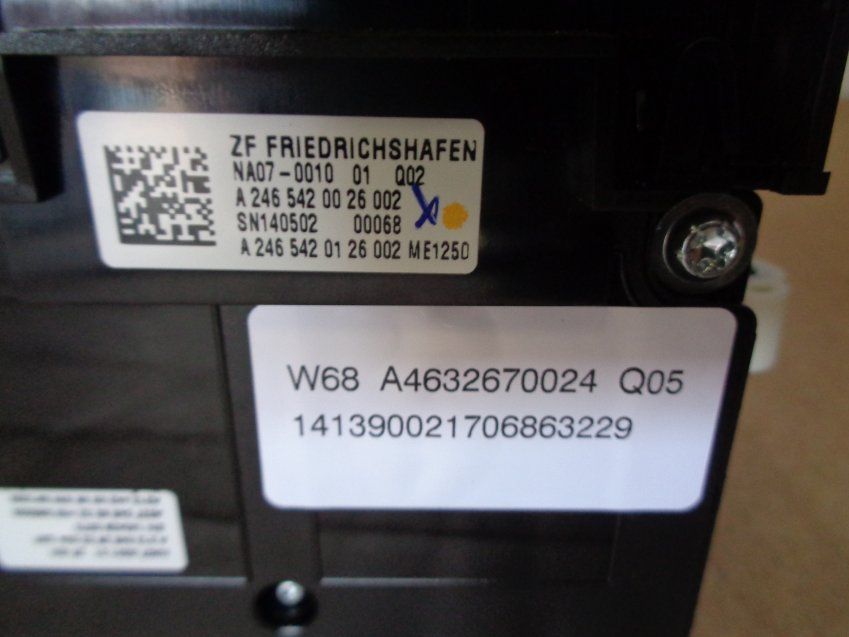 ZF FRIEDRICHSHAFEN
NA07-0010 01 Q02
A 246 542 00 26 002
SN140502 00068
A 246 542 01 26 002 ME1250
W68 A4632670024 Q05
141390021706863229